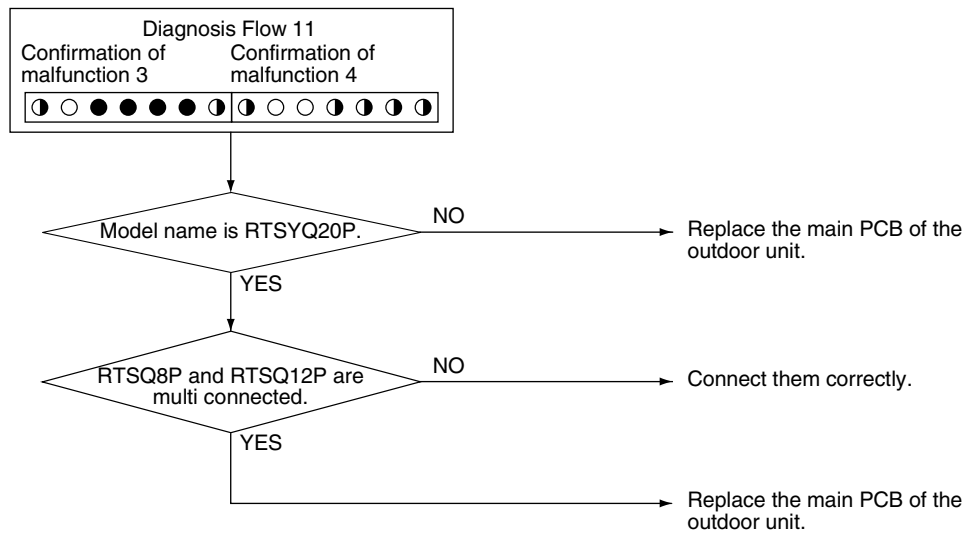 Diagnosis Flow 11
Confirmation of
malfunction 3
Confirmation of
malfunction 4
Model name is RTSYQ20P.
NO
Replace the main PCB of the
outdoor unit.
YES
RTSQ8P and RTSQ12P are
multi connected.
NO
Connect them correctly.
YES
Replace the main PCB of the
outdoor unit.